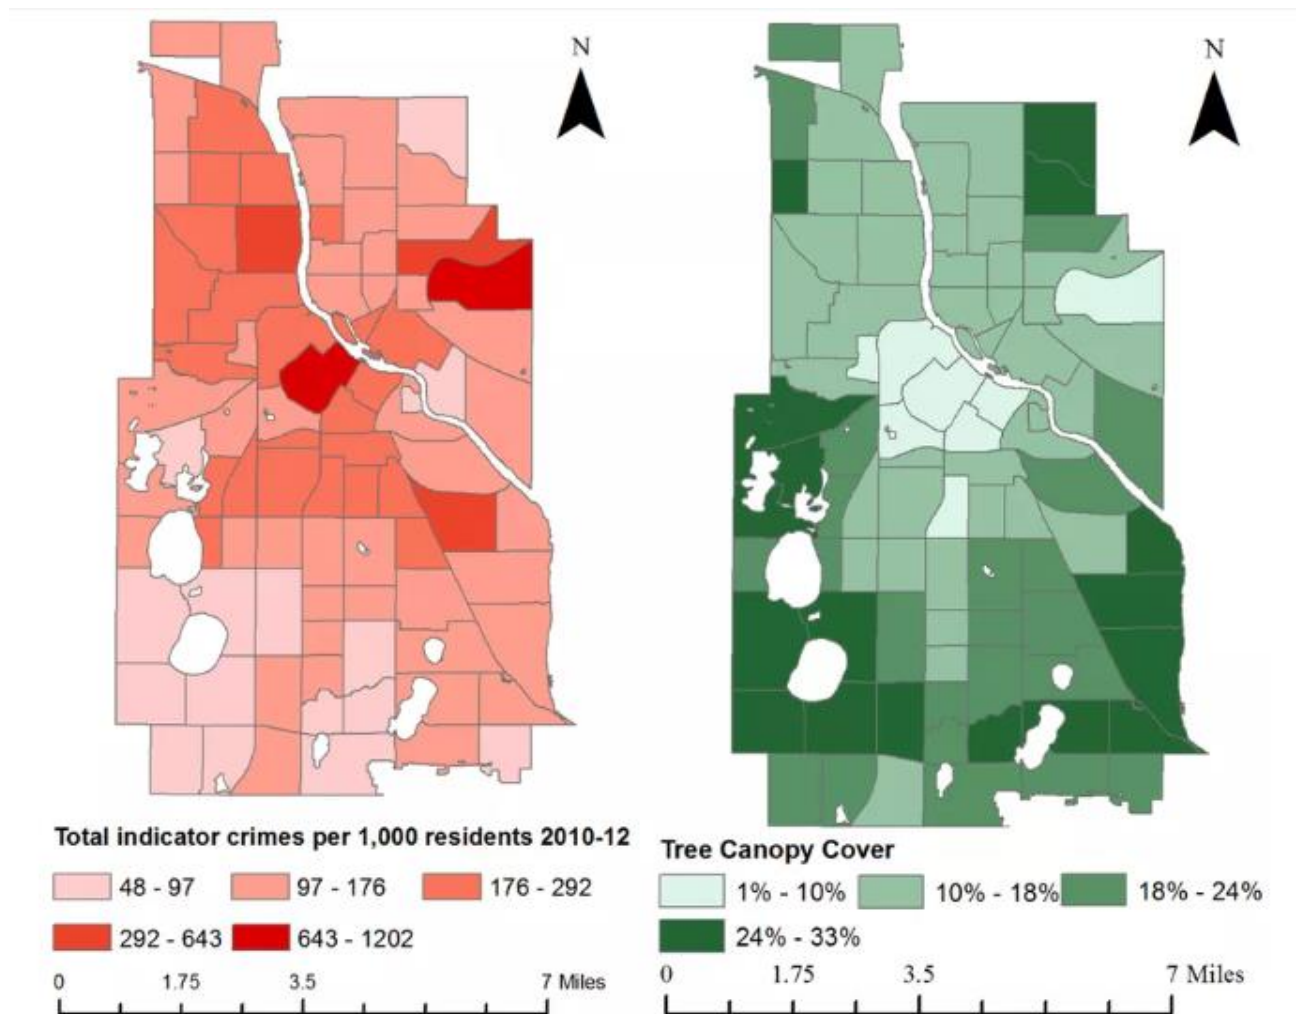 N
N
Total indicator crimes per 1,000 residents 2010-12
48 - 97
97 - 176
176 - 292
292 - 643
643 - 1202
0 1.75 3.5 7 Miles
Tree Canopy Cover
1% - 10%
10% - 18%
18% - 24%
24% - 33%
0 1.75 3.5 7 Miles